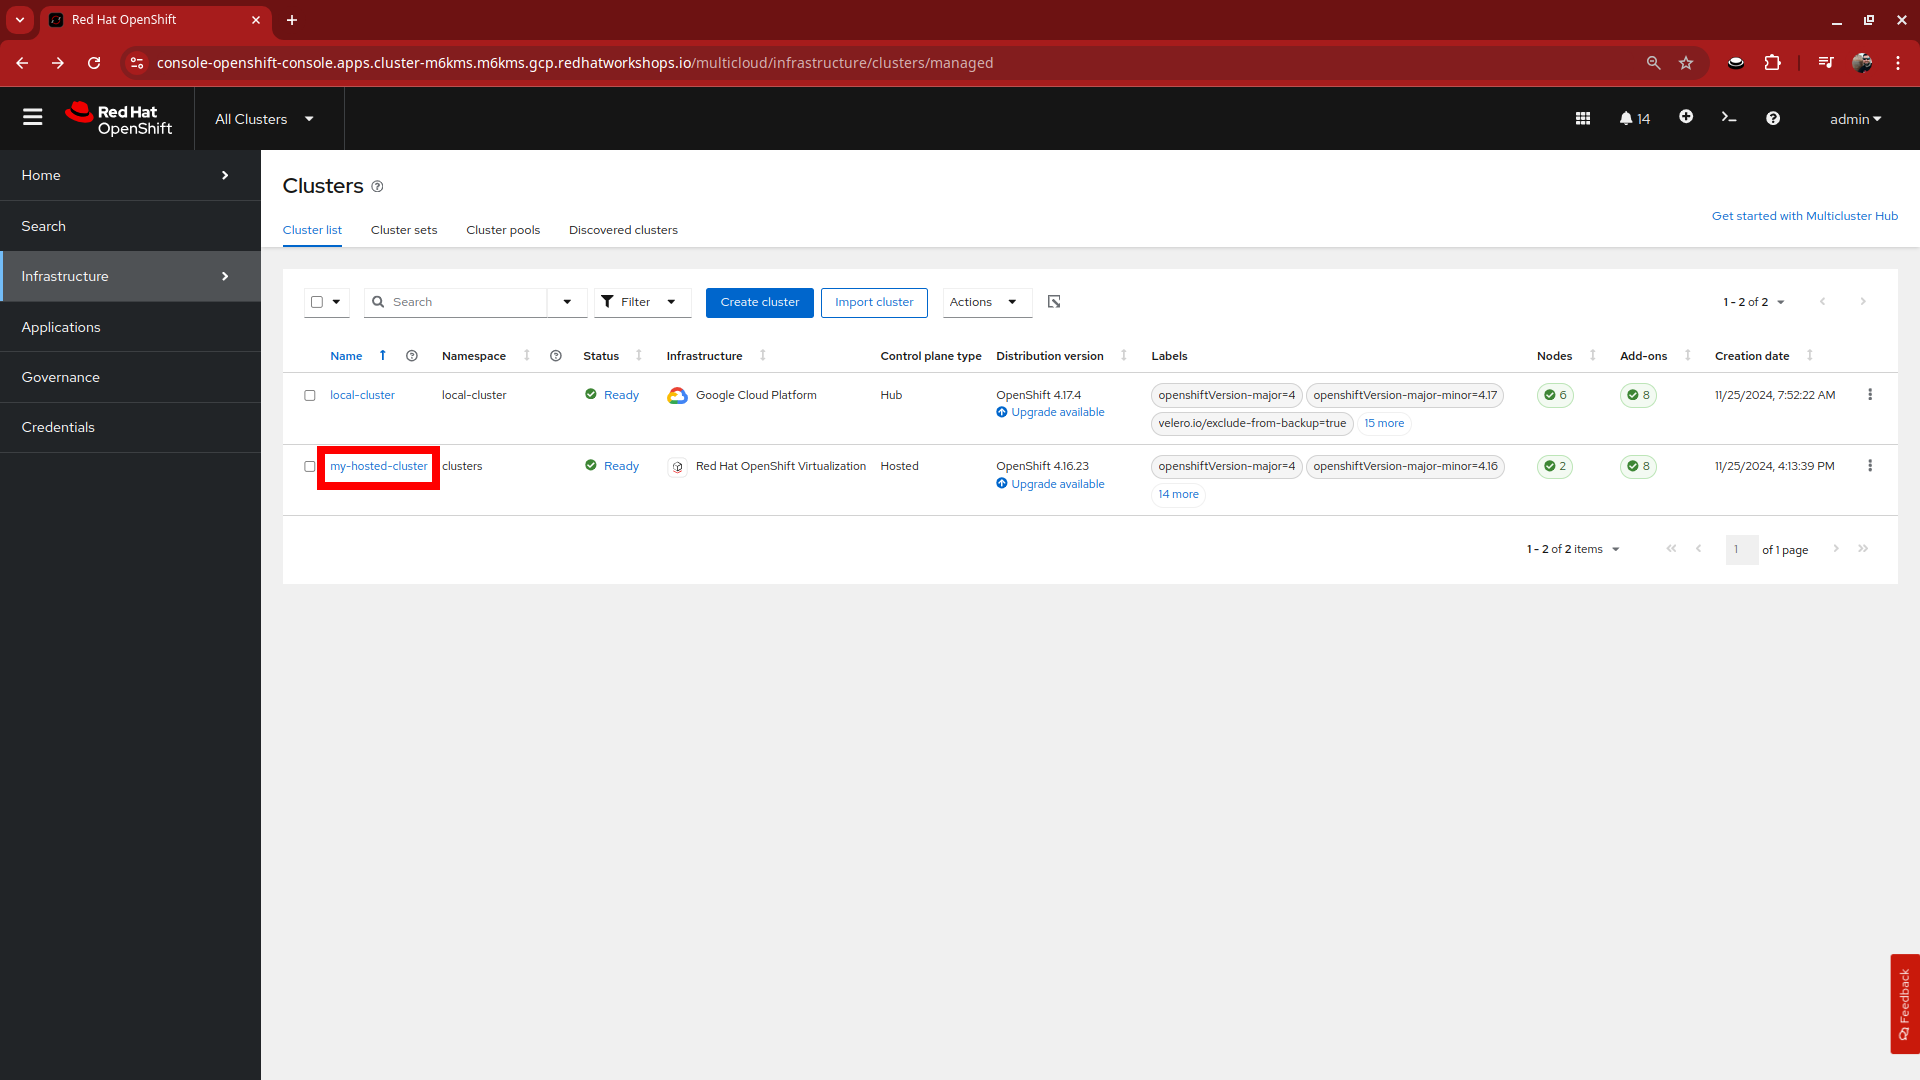 Red Hat OpenShift
console-openshift-console.apps.cluster-m6kms.m6kms.gcp.redhatworkshops.io/multicloud/infrastructure/clusters/managed
Red Hat
OpenShift
All Clusters
14
admin
Home
Search
Infrastructure
Applications
Governance
Credentials
Clusters
Get started with Multicluster Hub
Cluster list Cluster sets Cluster pools Discovered clusters
Search Filter Create cluster Import cluster Actions 1 - 2 of 2
Name Namespace Status Infrastructure Control plane type Distribution version Labels Nodes Add-ons Creation date
local-cluster local-cluster Ready Google Cloud Platform Hub OpenShift 4.17.4 openshiftVersion-major=4 openshiftVersion-major-minor=4.17 6 8 11/25/2024, 7:52:22 AM
Upgrade available
velero.io/exclude-from-backup=true 15 more
my-hosted-cluster clusters Ready Red Hat OpenShift Virtualization Hosted OpenShift 4.16.23 openshiftVersion-major=4 openshiftVersion-major-minor=4.16 2 8 11/25/2024, 4:13:39 PM
Upgrade available
14 more
1 - 2 of 2 items 1 of 1 page
Feedback